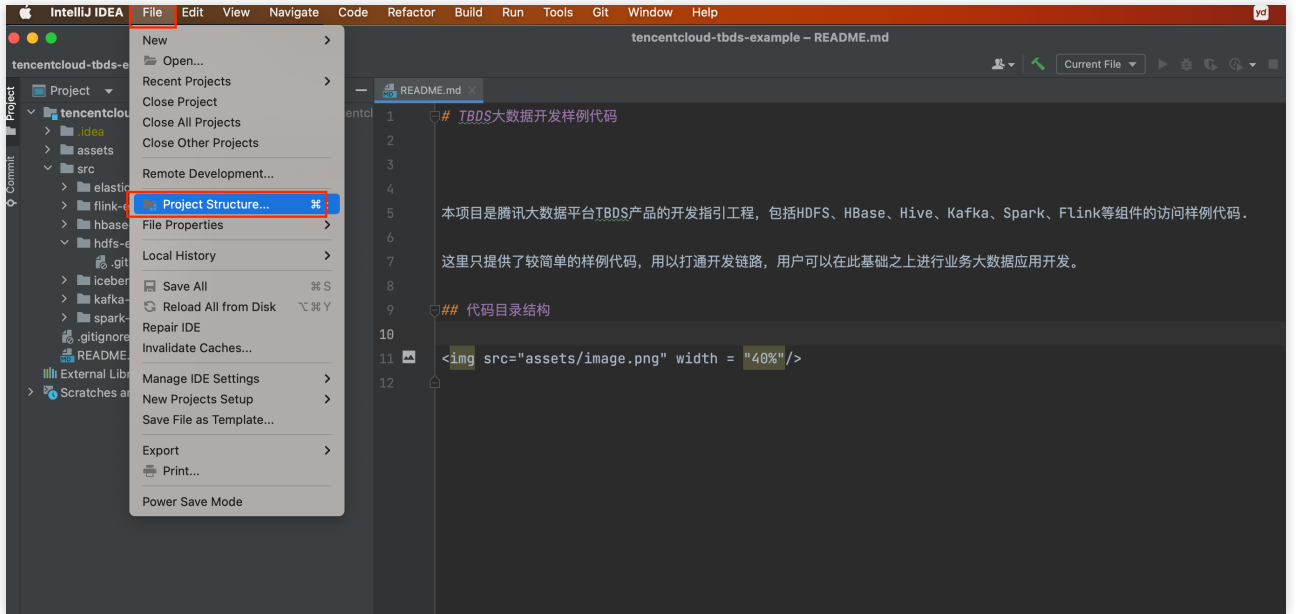 IntelliJ IDEA File Edit View Navigate Code Refactor Build Run Tools Git Window Help yd
tencentcloud-tbds-example – README.md
tencentcloud-tbds-e
Current File
Project
Commit
Project
tencentclou
entcl
.idea
assets
src
elastic
flink-e
hbase
hdfs-e
.git
iceber
kafka-
spark-
.gitignore
README.
External Libr
Scratches ar
New
Open...
Recent Projects
Close Project
Close All Projects
Close Other Projects
Remote Development...
Project Structure... ⌘
File Properties
Local History
Save All ⌘S
Reload All from Disk ⌥⌘Y
Repair IDE
Invalidate Caches...
Manage IDE Settings
New Projects Setup
Save File as Template...
Export
Print...
Power Save Mode
README.md
1 # TBDS大数据开发样例代码
2
3
4
5 本项目是腾讯大数据平台TBDS产品的开发指引工程，包括HDFS、HBase、Hive、Kafka、Spark、Flink等组件的访问样例代码.
6
7 这里只提供了较简单的样例代码，用以打通开发链路，用户可以在此基础之上进行业务大数据应用开发。
8
9 ## 代码目录结构
10
11 <img src="assets/image.png" width = "40%"/>
12